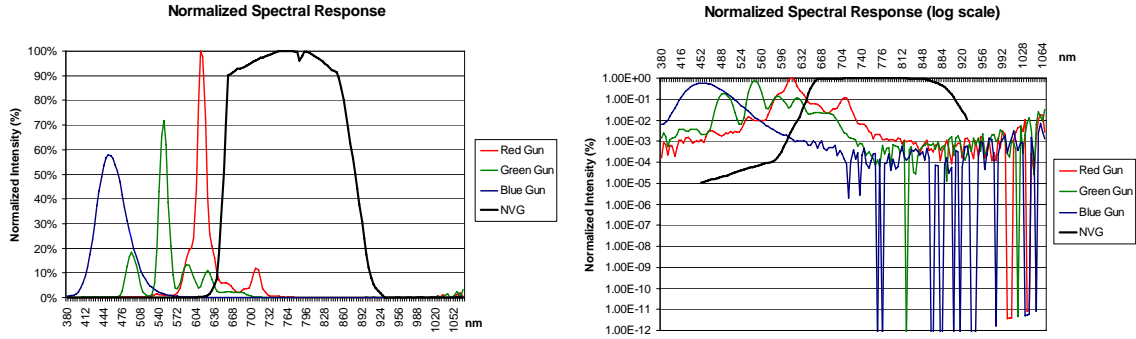 Normalized Spectral Response
Normalized Intensity (%)
100%
90%
80%
70%
60%
50%
40%
30%
20%
10%
0%
380 412 444 476 508 540 572 604 636 668 700 732 764 796 828 860 892 924 956 988 1020 1052 nm
Red Gun
Green Gun
Blue Gun
NVG
Normalized Spectral Response (log scale)
380 416 452 488 524 560 596 632 668 704 740 776 812 848 884 920 956 992 1028 1064 nm
Normalized Intensity (%)
1.00E+00
1.00E-01
1.00E-02
1.00E-03
1.00E-04
1.00E-05
1.00E-06
1.00E-07
1.00E-08
1.00E-09
1.00E-10
1.00E-11
1.00E-12
Red Gun
Green Gun
Blue Gun
NVG